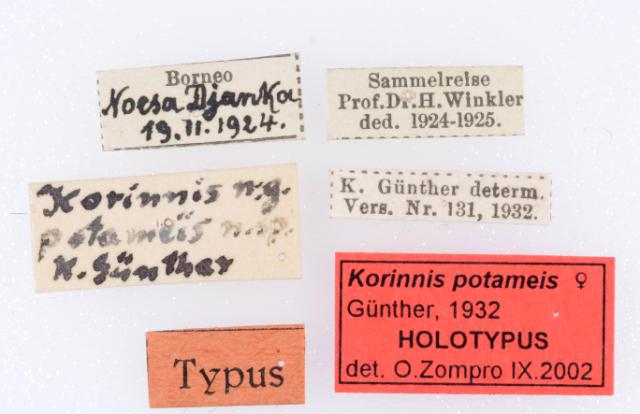 Borneo
Noesa Djanka
19.II.1924.
Sammelreise
Prof.Dr.H.Winkler
ded. 1924-1925.
Korinnis n.g.
potameïs n.sp.
K. Günther
K. Günther determ.
Vers. Nr. 131, 1932.
Typus
Korinnis potameis ♀
Günther, 1932
HOLOTYPUS
det. O.Zompro IX.2002